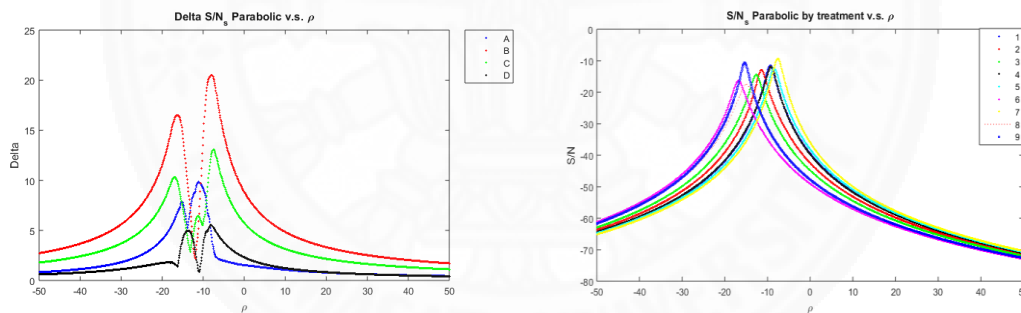 Delta S/Ns Parabolic v.s. ρ
25
20
15
10
5
0
-50 -40 -30 -20 -10 0 10 20 30 40 50
Delta
ρ
A
B
C
D
S/Ns Parabolic by treatment v.s. ρ
0
-10
-20
-30
-40
-50
-60
-70
-80
-50 -40 -30 -20 -10 0 10 20 30 40 50
S/N
ρ
1
2
3
4
5
6
7
8
9